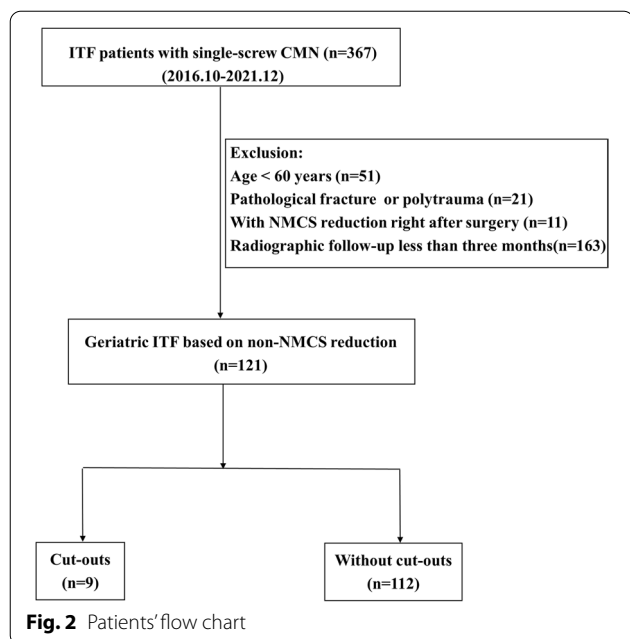 ITF patients with single-screw CMN (n=367)
(2016.10-2021.12)
Exclusion:
Age < 60 years (n=51)
Pathological fracture or polytrauma (n=21)
With NMCS reduction right after surgery (n=11)
Radiographic follow-up less than three months(n=163)
Geriatric ITF based on non-NMCS reduction
(n=121)
Cut-outs
(n=9)
Without cut-outs
(n=112)
Fig. 2 Patients' flow chart